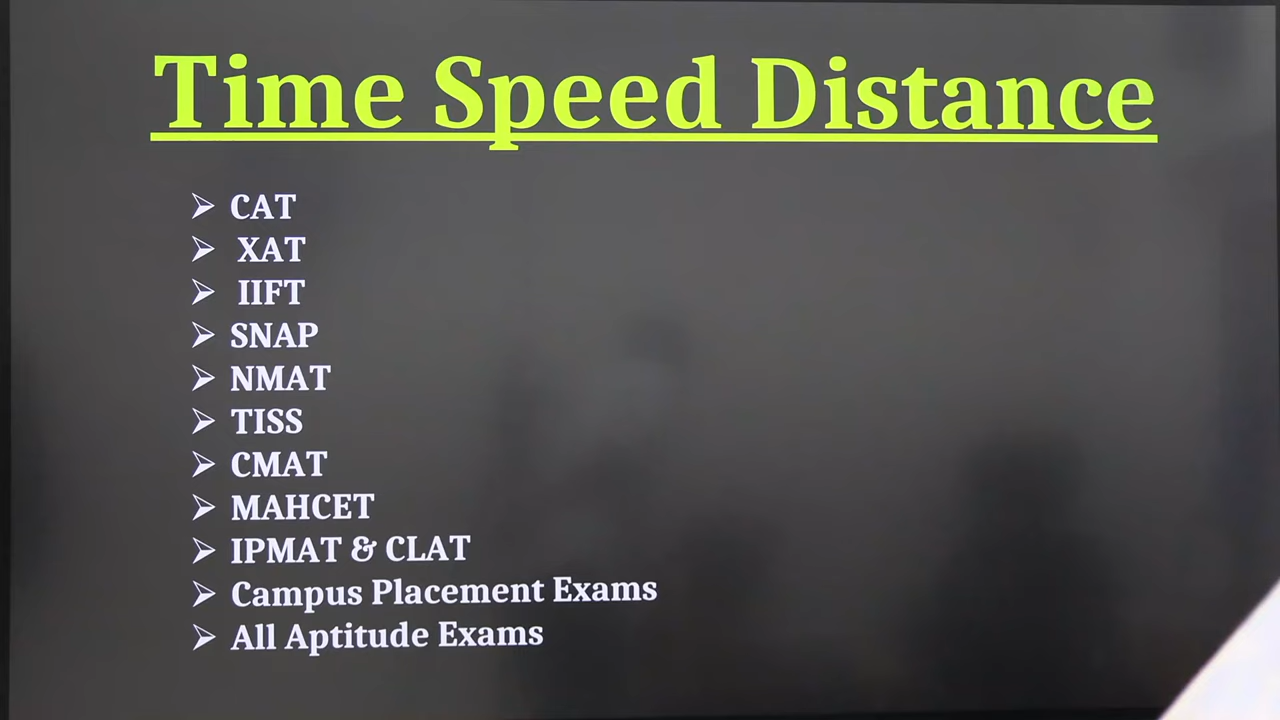 Time Speed Distance
➢ CAT
➢ XAT
➢ IIFT
➢ SNAP
➢ NMAT
➢ TISS
➢ CMAT
➢ MAHCET
➢ IPMAT & CLAT
➢ Campus Placement Exams
➢ All Aptitude Exams